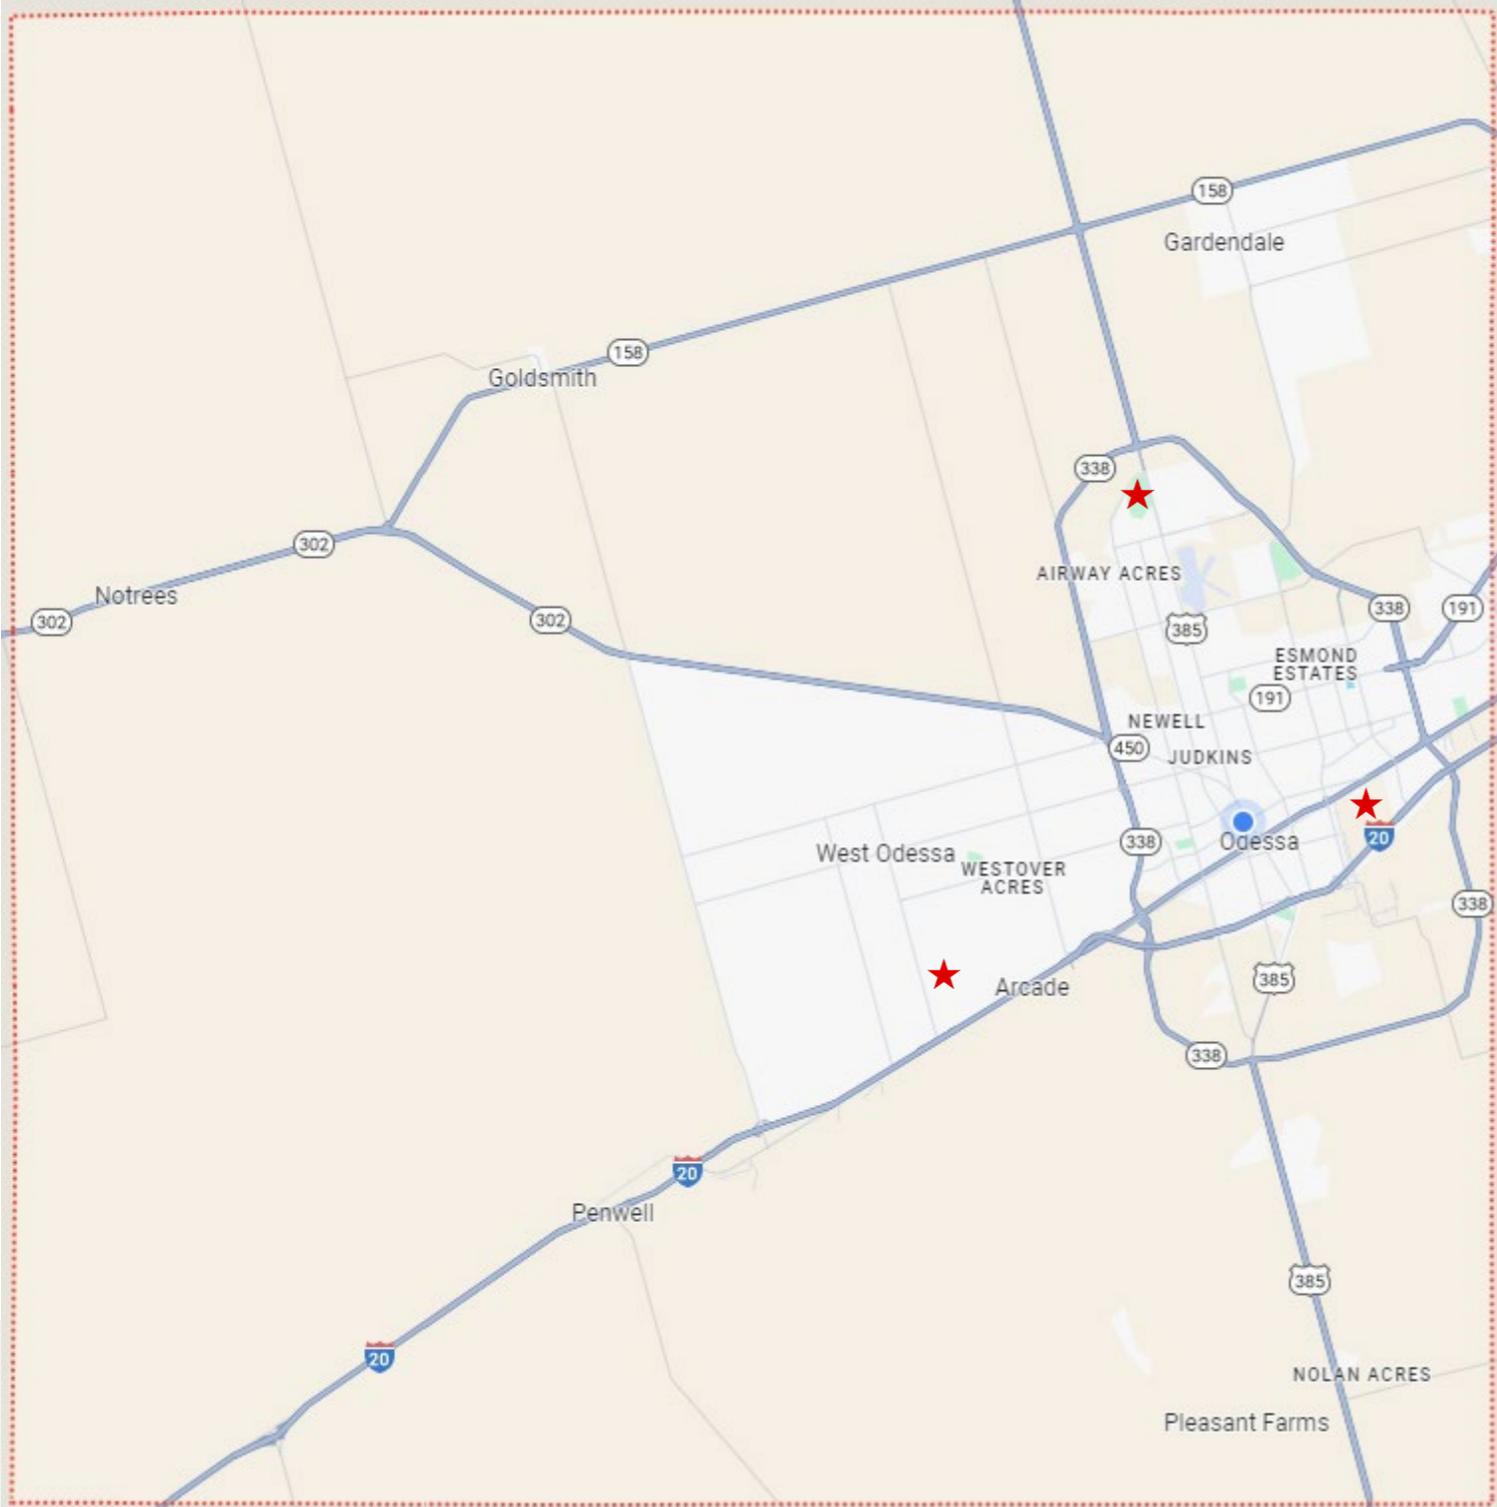 158
Gardendale
158
Goldsmith
338
302
AIRWAY ACRES
Notrees
302
302
338
191
385
ESMOND
ESTATES
191
NEWELL
450
JUDKINS
20
338
Odessa
West Odessa
WESTOVER
ACRES
338
385
Arcade
338
20
Penwell
385
20
NOLAN ACRES
Pleasant Farms